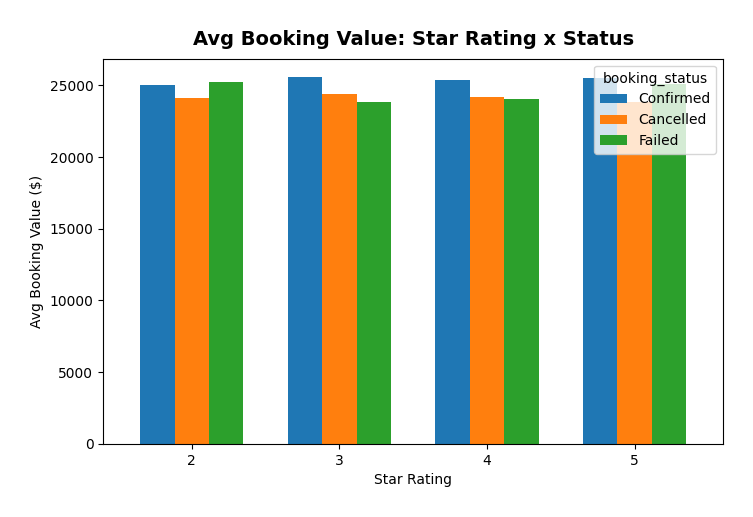 Avg Booking Value: Star Rating x Status
booking_status
Confirmed
Cancelled
Failed
Avg Booking Value ($)
25000
20000
15000
10000
5000
0
2 3 4 5
Star Rating